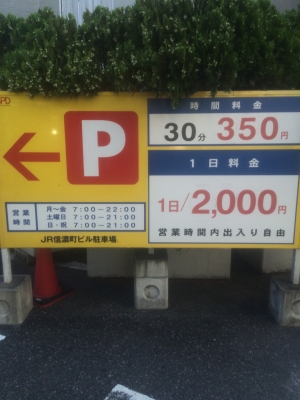 P
時間料金
30分 350円
1日料金
1日/2,000円
営業時間内出入り自由
営業時間
月〜金 7:00−22:00
土曜日 7:00−21:00
日・祝 7:00−21:00
JR信濃町ビル駐車場